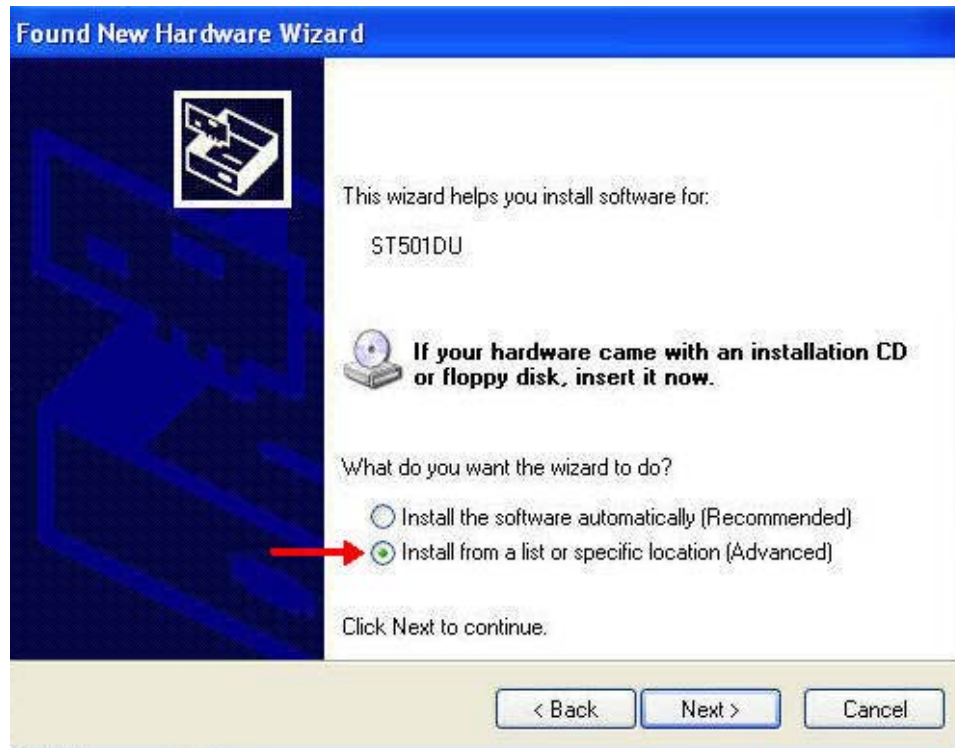 Found New Hardware Wizard
This wizard helps you install software for:
ST501DU
If your hardware came with an installation CD
or floppy disk, insert it now.
What do you want the wizard to do?
Install the software automatically (Recommended)
Install from a list or specific location (Advanced)
Click Next to continue.
< Back Next > Cancel